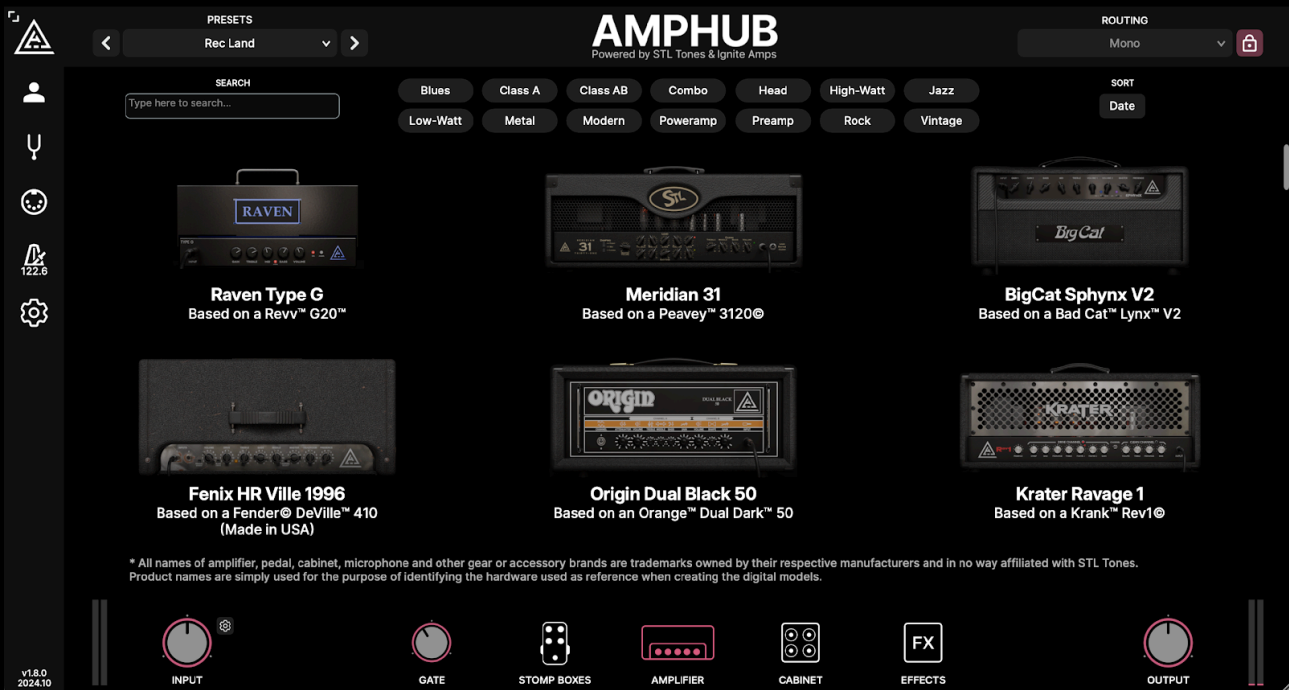 PRESETS
Rec Land
AMPHUB
Powered by STL Tones & Ignite Amps
ROUTING
Mono
SEARCH
Type here to search...
Blues
Class A
Class AB
Combo
Head
High-Watt
Jazz
Low-Watt
Metal
Modern
Poweramp
Preamp
Rock
Vintage
SORT
Date
122.6
RAVEN
STL
31
Big Cat
Raven Type G
Based on a Revv™ G20™
Meridian 31
Based on a Peavey™ 3120©
BigCat Sphynx V2
Based on a Bad Cat™ Lynx™ V2
ORIGIN
DUAL BLACK
50
KRATER
Fenix HR Ville 1996
Based on a Fender© DeVille™ 410
(Made in USA)
Origin Dual Black 50
Based on an Orange™ Dual Dark™ 50
Krater Ravage 1
Based on a Krank™ Rev1©
* All names of amplifier, pedal, cabinet, microphone and other gear or accessory brands are trademarks owned by their respective manufacturers and in no way affiliated with STL Tones.
Product names are simply used for the purpose of identifying the hardware used as reference when creating the digital models.
INPUT
GATE
STOMP BOXES
AMPLIFIER
CABINET
FX
EFFECTS
OUTPUT
v1.8.0
2024.10